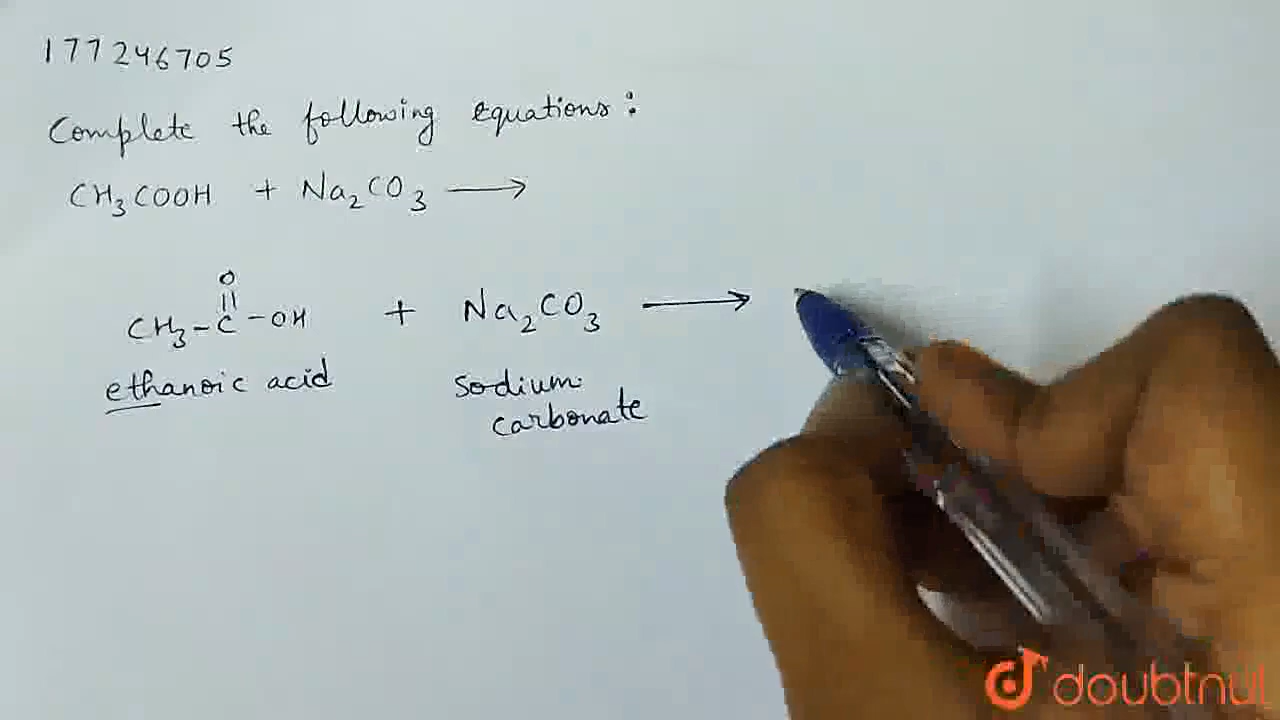 177246705
Complete the following equations:
CH₃COOH + Na₂CO₃ ⟶
O
||
CH₃-C-OH + Na₂CO₃ ⟶
ethanoic acid sodium carbonate
doubtnut